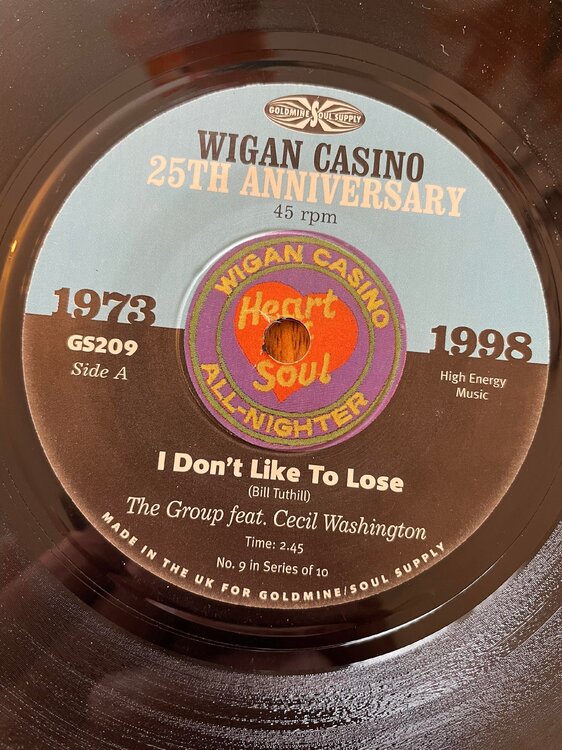 GOLDMINE SOUL SUPPLY
WIGAN CASINO
25TH ANNIVERSARY
45 rpm
1973
1998
GS209
Side A
High Energy
Music
WIGAN CASINO
Heart
Soul
ALL-NIGHTER
I Don't Like To Lose
(Bill Tuthill)
The Group feat. Cecil Washington
Time: 2.45
No. 9 in Series of 10
MADE IN THE UK FOR GOLDMINE/SOUL SUPPLY